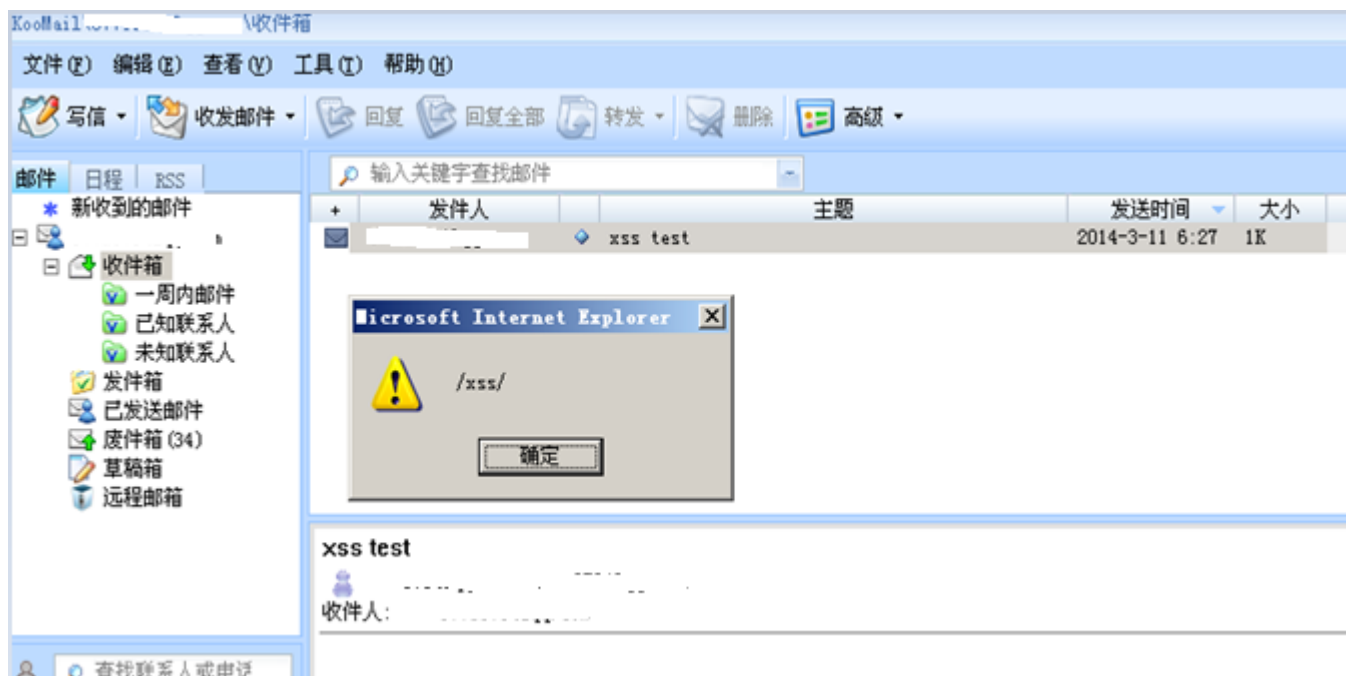 KooMail \收件箱
文件(F) 编辑(E) 查看(V) 工具(T) 帮助(H)
写信 收发邮件 回复 回复全部 转发 删除 高级
邮件 日程 RSS
输入关键字查找邮件
新收到的邮件
+ 发件人 主题 发送时间 大小
xss test 2014-3-11 6:27 1K
收件箱
一周内邮件
已知联系人
未知联系人
发件箱
已发送邮件
废件箱(34)
草稿箱
远程邮箱
Microsoft Internet Explorer
/xss/
确定
xss test
收件人:
查找联系人或电话